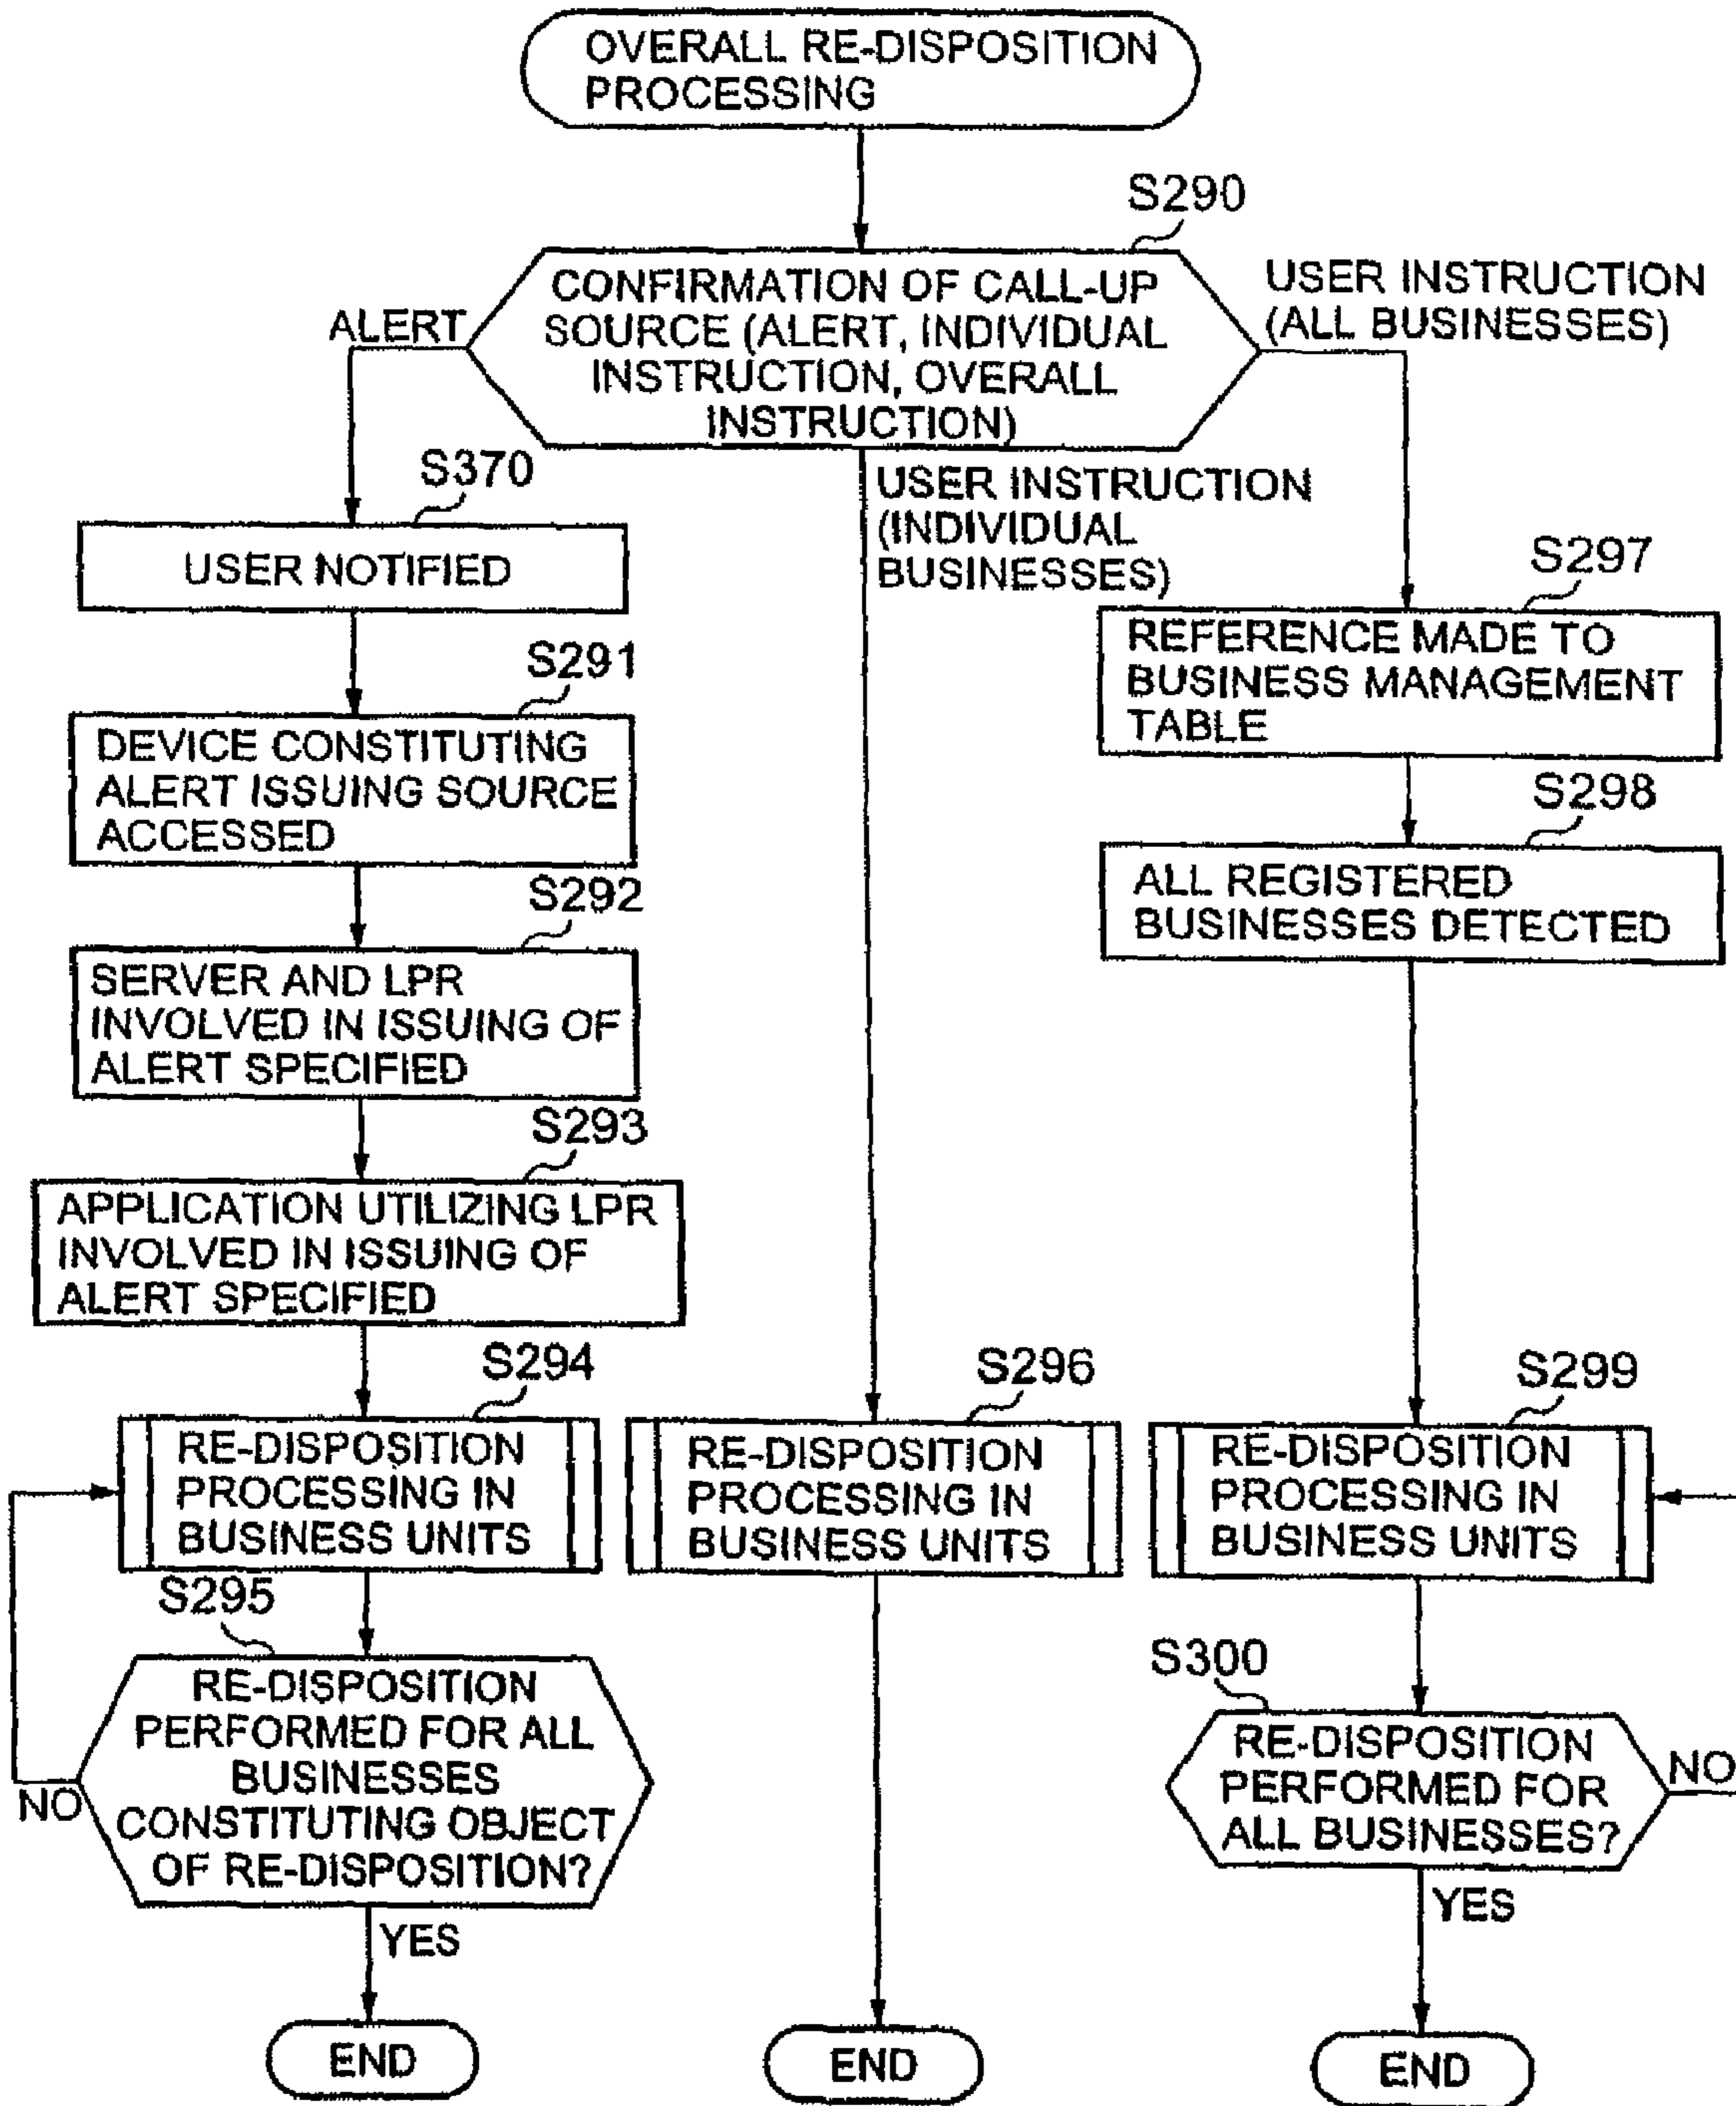 OVERALL RE-DISPOSITION
PROCESSING
S290
CONFIRMATION OF CALL-UP
SOURCE (ALERT, INDIVIDUAL
INSTRUCTION, OVERALL
INSTRUCTION)
ALERT
USER INSTRUCTION
(ALL BUSINESSES)
USER INSTRUCTION
(INDIVIDUAL
BUSINESSES)
S370
USER NOTIFIED
S291
DEVICE CONSTITUTING
ALERT ISSUING SOURCE
ACCESSED
S292
SERVER AND LPR
INVOLVED IN ISSUING OF
ALERT SPECIFIED
S293
APPLICATION UTILIZING LPR
INVOLVED IN ISSUING OF
ALERT SPECIFIED
S294
RE-DISPOSITION
PROCESSING IN
BUSINESS UNITS
S295
RE-DISPOSITION
PERFORMED FOR ALL
BUSINESSES
CONSTITUTING OBJECT
OF RE-DISPOSITION?
NO
YES
END
S296
RE-DISPOSITION
PROCESSING IN
BUSINESS UNITS
END
S297
REFERENCE MADE TO
BUSINESS MANAGEMENT
TABLE
S298
ALL REGISTERED
BUSINESSES DETECTED
S299
RE-DISPOSITION
PROCESSING IN
BUSINESS UNITS
S300
RE-DISPOSITION
PERFORMED FOR
ALL BUSINESSES?
NO
YES
END